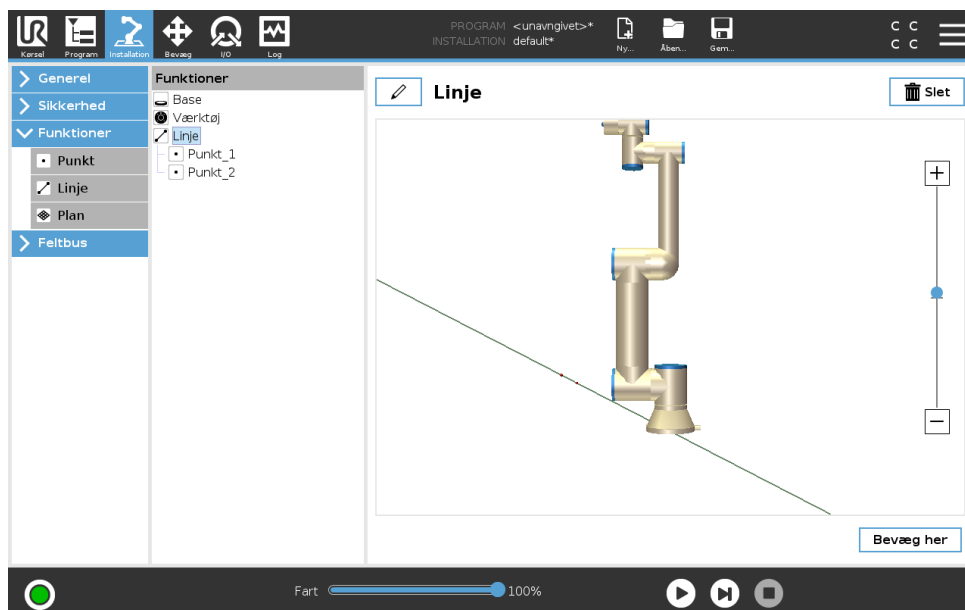 UR
PROGRAM <unavngivet>*
INSTALLATION default*
C C
C C
Kørsel Program Installation Bevæg I/O Log Ny... Åben... Gem...
Generel
Sikkerhed
Funktioner
Punkt
Linje
Plan
Feltbus
Funktioner
Base
Værktøj
Linje
Punkt_1
Punkt_2
Linje
Slet
+
−
Bevæg her
Fart 100%